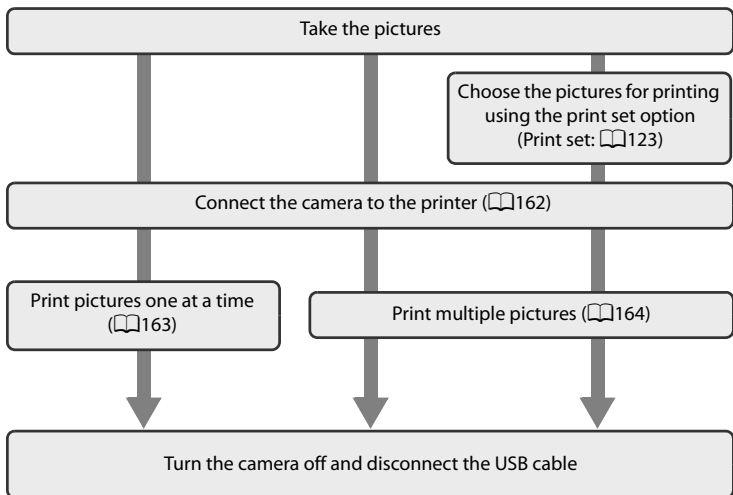 Take the pictures
Choose the pictures for printing
using the print set option
(Print set: 123)
Connect the camera to the printer (162)
Print pictures one at a time
(163)
Print multiple pictures (164)
Turn the camera off and disconnect the USB cable